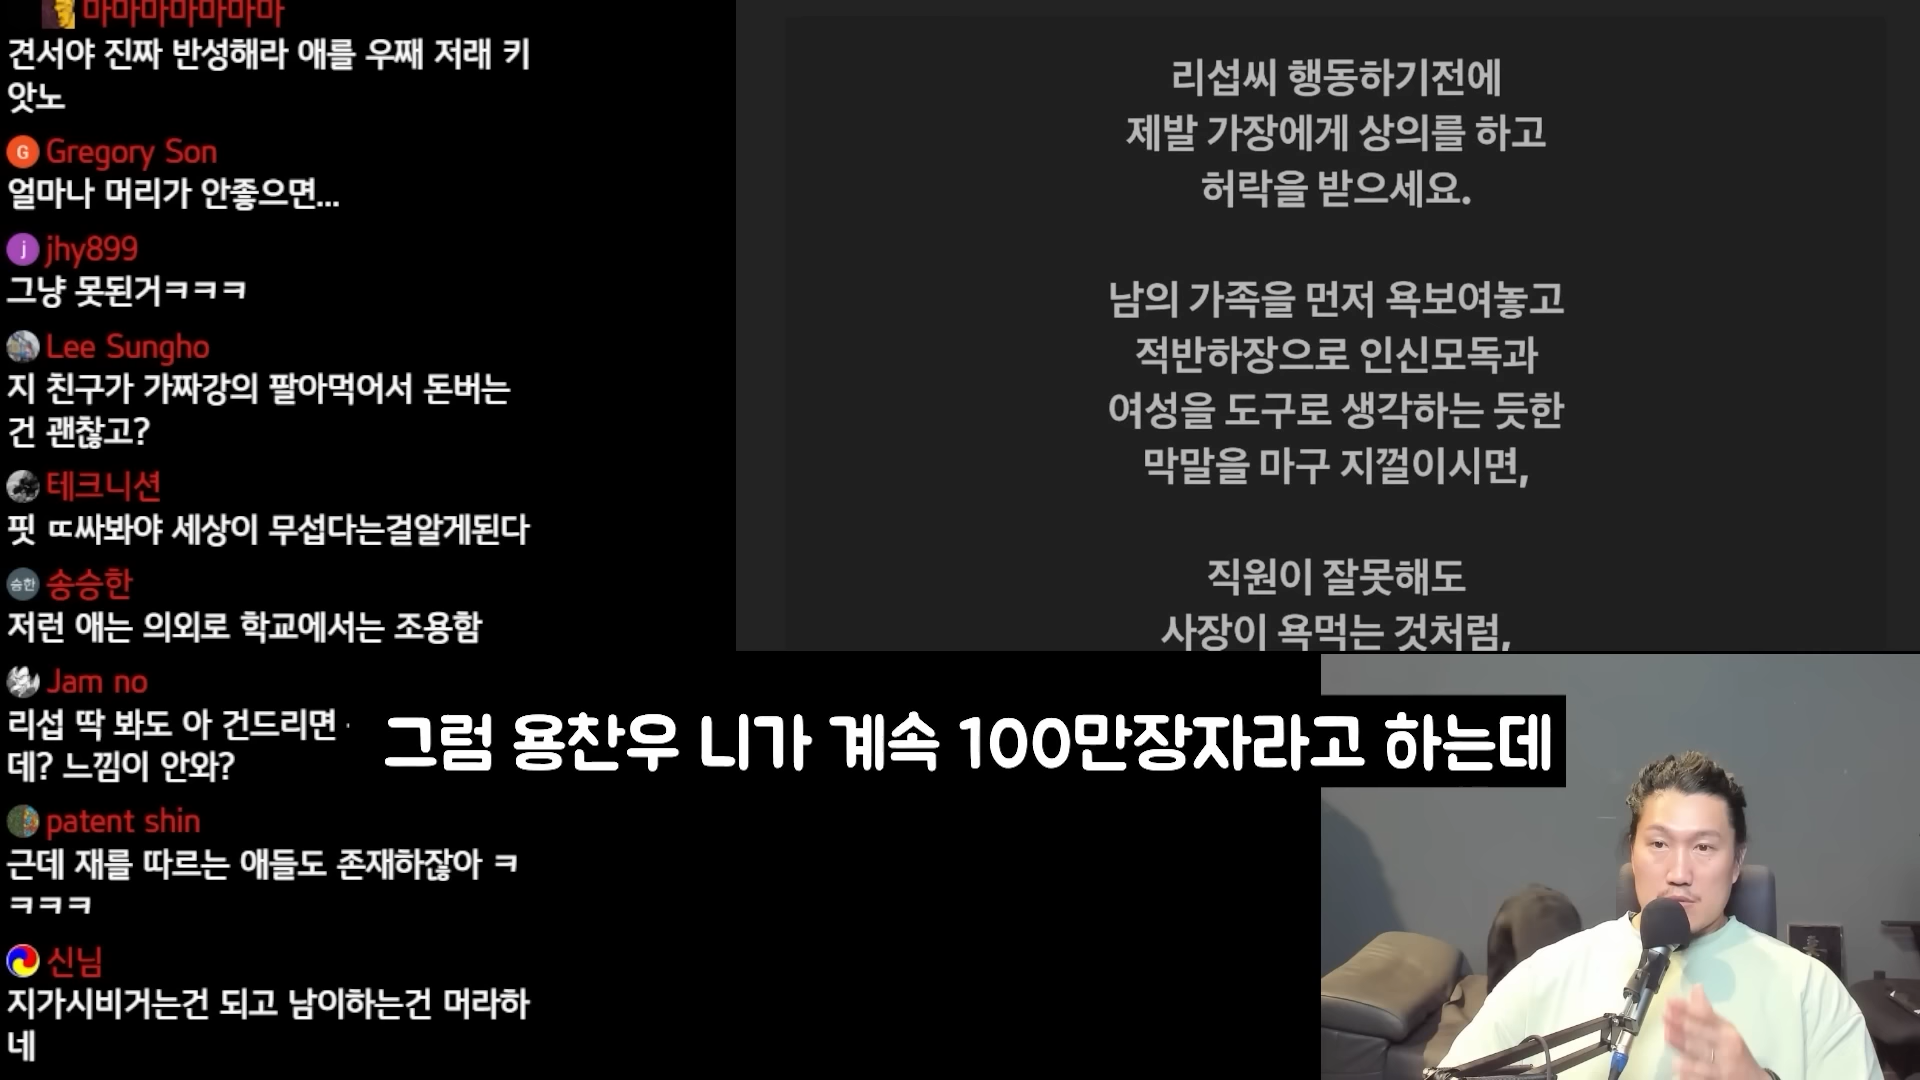 마마마마마마마
견서야 진짜 반성해라 애를 우째 저래 키
앗노
G Gregory Son
얼마나 머리가 안좋으면...
j jhy899
그냥 못된거ㅋㅋㅋ
Lee Sungho
지 친구가 가짜강의 팔아먹어서 돈버는
건 괜찮고?
테크니션
핏 ㄸ싸봐야 세상이 무섭다는걸알게된다
승한 송승한
저런 애는 의외로 학교에서는 조용함
Jam no
리섭 딱 봐도 아 건드리면
데? 느낌이 안와?
patent shin
근데 재를 따르는 애들도 존재하잖아 ㅋ
ㅋㅋㅋ
신님
지가시비거는건 되고 남이하는건 머라하
네
리섭씨 행동하기전에
제발 가장에게 상의를 하고
허락을 받으세요.
남의 가족을 먼저 욕보여놓고
적반하장으로 인신모독과
여성을 도구로 생각하는 듯한
막말을 마구 지껄이시면,
직원이 잘못해도
사장이 욕먹는 것처럼,
그럼 용찬우 니가 계속 100만장자라고 하는데